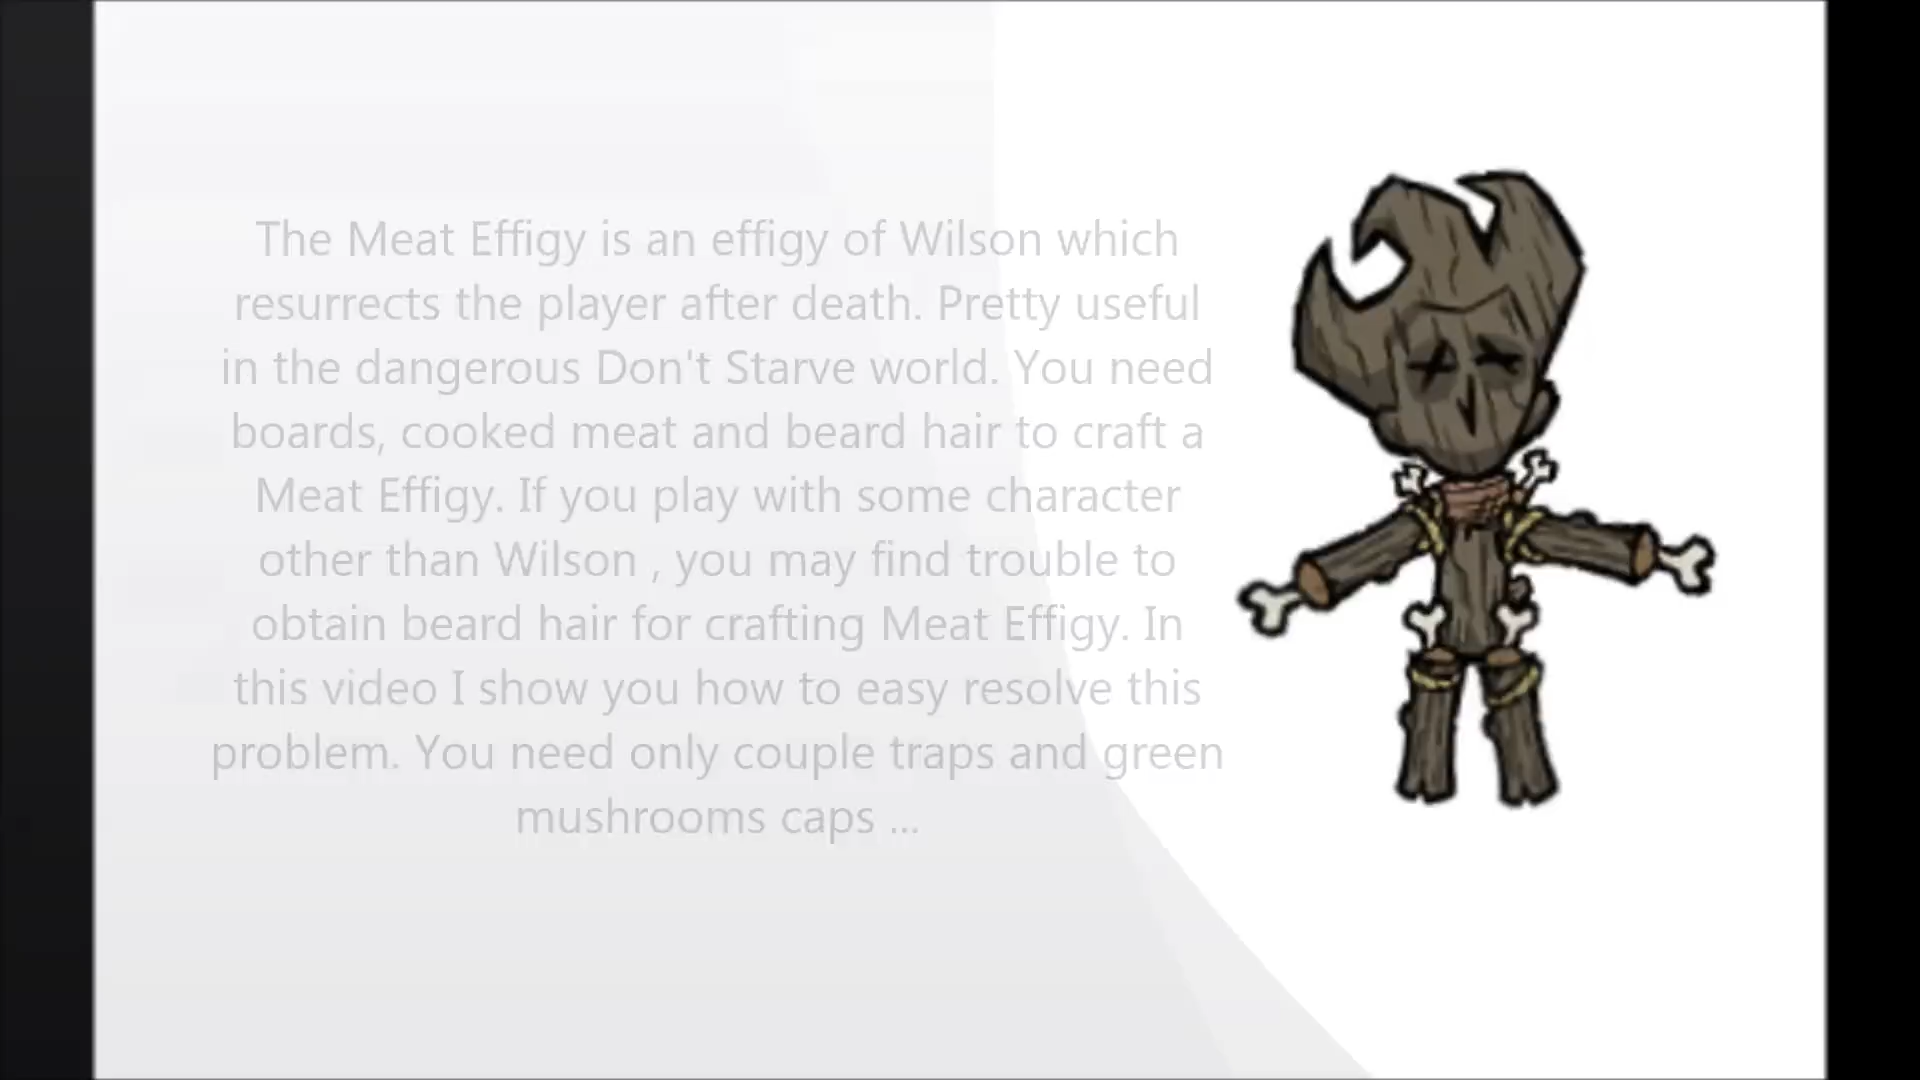 The Meat Effigy is an effigy of Wilson which
resurrects the player after death. Pretty useful
in the dangerous Don't Starve world. You need
boards, cooked meat and beard hair to craft a
Meat Effigy. If you play with some character
other than Wilson , you may find trouble to
obtain beard hair for crafting Meat Effigy. In
this video I show you how to easy resolve this
problem. You need only couple traps and green
mushrooms caps ...